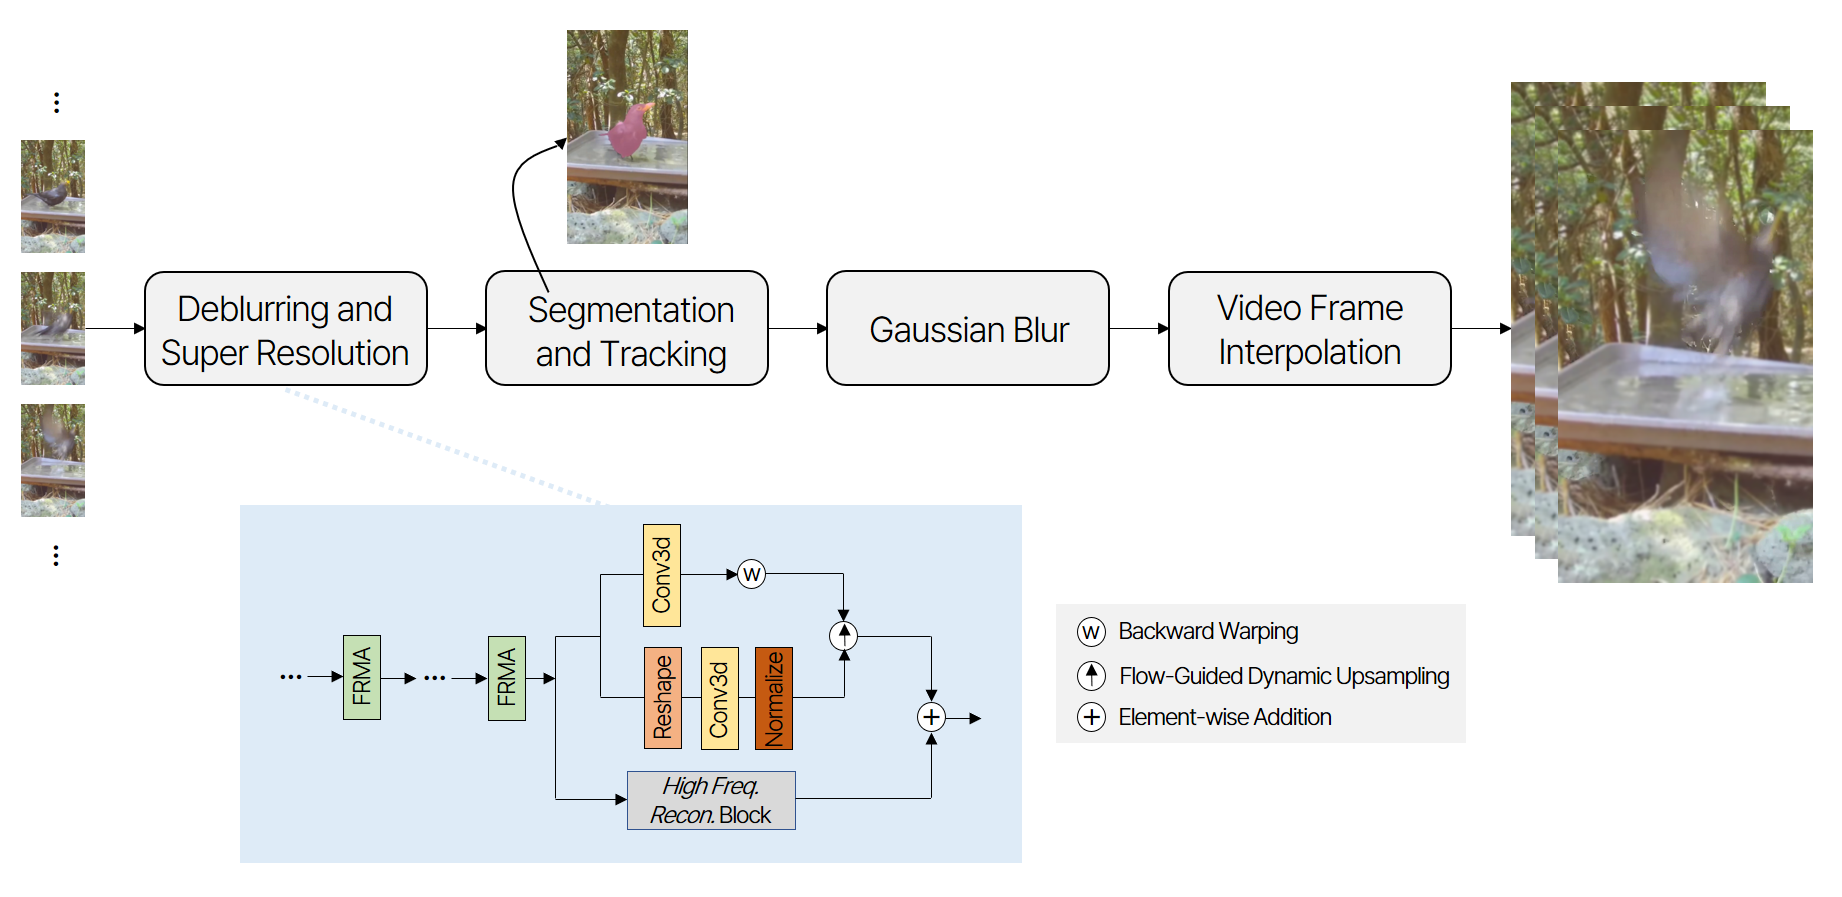 Deblurring and
Super Resolution
Segmentation
and Tracking
Gaussian Blur
Video Frame
Interpolation
FRMA
FRMA
Conv3d
W
Reshape
Conv3d
Normalize
High Freq.
Recon. Block
+
W Backward Warping
Flow-Guided Dynamic Upsampling
+ Element-wise Addition